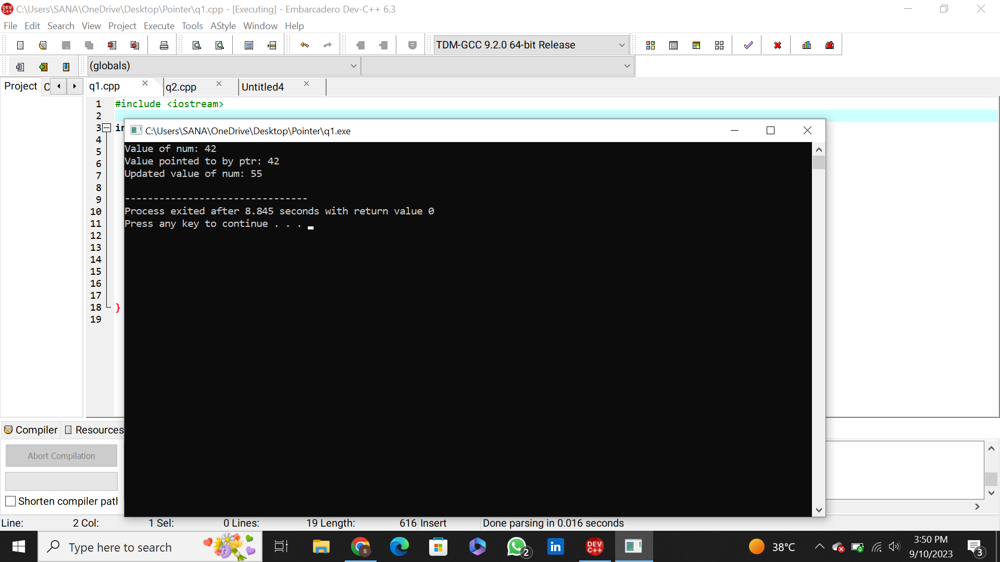 C:\Users\SANA\OneDrive\Desktop\Pointer\q1.cpp - [Executing] - Embarcadero Dev-C++ 6.3
File Edit Search View Project Execute Tools AStyle Window Help
TDM-GCC 9.2.0 64-bit Release
(globals)
Project C q1.cpp q2.cpp Untitled4
1 #include <iostream>
2
3 in
4
5
6
7
8
9
10
11
12
13
14
15
16
17
18 }
19
C:\Users\SANA\OneDrive\Desktop\Pointer\q1.exe
Value of num: 42
Value pointed to by ptr: 42
Updated value of num: 55
--------------------------------
Process exited after 8.845 seconds with return value 0
Press any key to continue . . .
Compiler Resources
Abort Compilation
Shorten compiler path
Line: 2 Col: 1 Sel: 0 Lines: 19 Length: 616 Insert Done parsing in 0.016 seconds
Type here to search
2
in
DEV C++
38°C
3:50 PM
9/10/2023
3